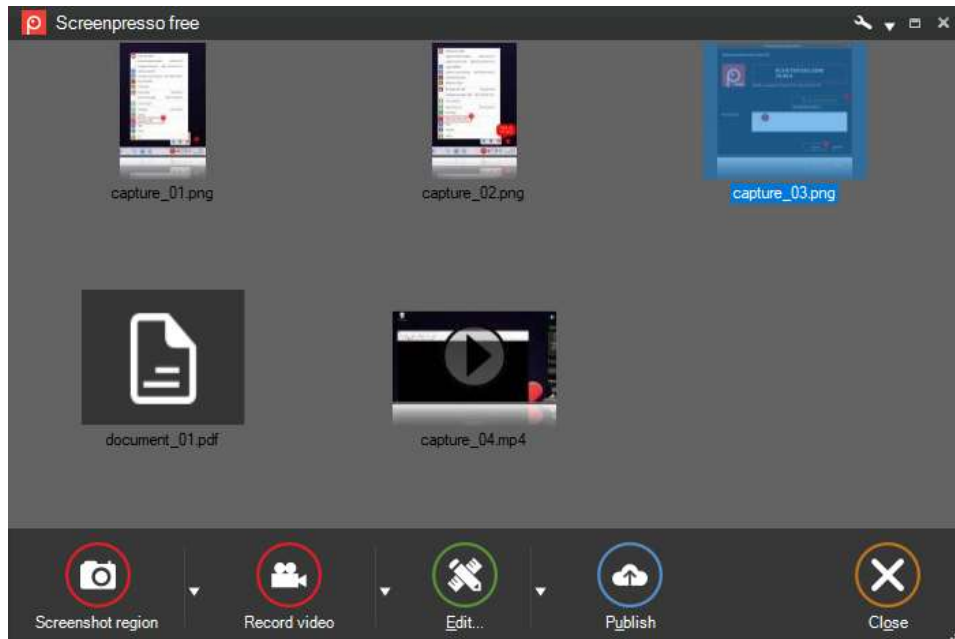 Screenpresso free
capture_01.png
capture_02.png
capture_03.png
document_01.pdf
capture_04.mp4
Screenshot region
Record video
Edit...
Publish
Close